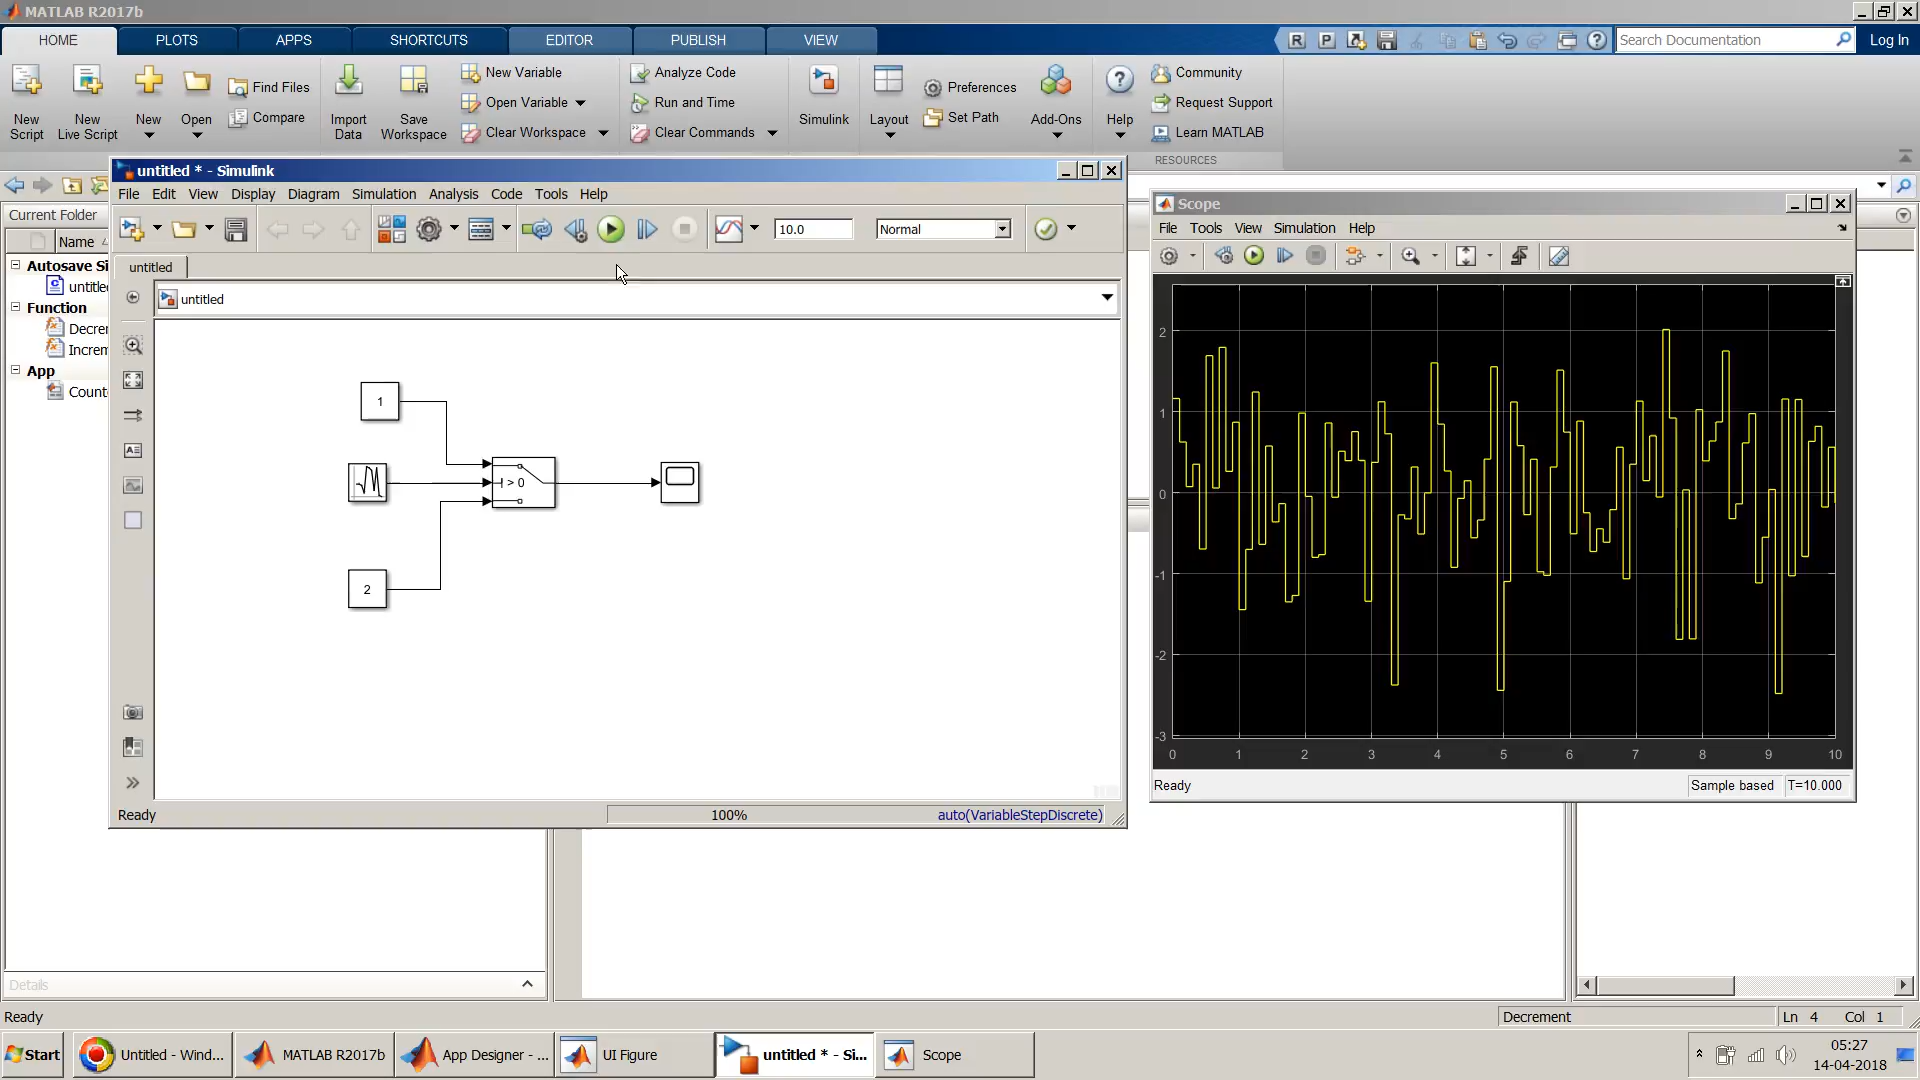 MATLAB R2017b
HOME PLOTS APPS SHORTCUTS EDITOR PUBLISH VIEW Search Documentation Log In
New Script
New Live Script
New
Open
Find Files
Compare
Import Data
Save Workspace
New Variable
Open Variable
Clear Workspace
Analyze Code
Run and Time
Clear Commands
Simulink
Layout
Preferences
Set Path
Add-Ons
Help
Community
Request Support
Learn MATLAB
RESOURCES
Current Folder
Name
Autosave Si
untitle
Function
Decrer
Increm
App
Count
Details
untitled * - Simulink
File Edit View Display Diagram Simulation Analysis Code Tools Help
10.0 Normal
untitled
untitled
1
> 0
2
Ready 100% auto(VariableStepDiscrete)
Scope
File Tools View Simulation Help
2
1
0
-1
-2
-3
0 1 2 3 4 5 6 7 8 9 10
Ready Sample based T=10.000
Ready Decrement Ln 4 Col 1
Start Untitled - Wind... MATLAB R2017b App Designer - ... UI Figure untitled * - Si... Scope 05:27
14-04-2018